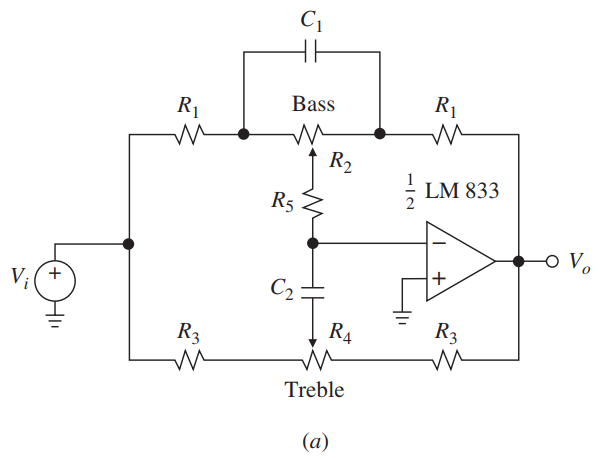 C₁
R₁ Bass R₁
R₂
R₅ ½ LM 833
Vᵢ + − + Vₒ
C₂
R₃ R₄ R₃
Treble
(a)